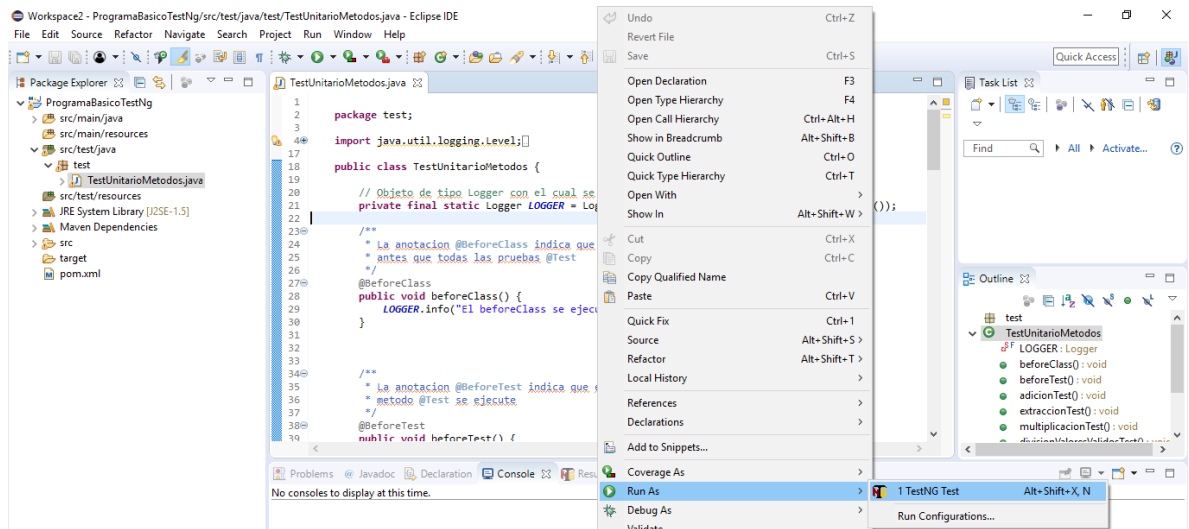 Workspace2 - ProgramaBasicoTestNg/src/test/java/test/TestUnitarioMetodos.java - Eclipse IDE
File Edit Source Refactor Navigate Search Project Run Window Help
Quick Access
Package Explorer
ProgramaBasicoTestNg
src/main/java
src/main/resources
src/test/java
test
TestUnitarioMetodos.java
src/test/resources
JRE System Library [J2SE-1.5]
Maven Dependencies
src
target
pom.xml
TestUnitarioMetodos.java
1
2 package test;
3
4 import java.util.logging.Level;
17
18 public class TestUnitarioMetodos {
19
20 // Objeto de tipo Logger con el cual se
21 private final static Logger LOGGER = Log ());
22
23 /**
24 * La anotacion @BeforeClass indica que
25 * antes que todas las pruebas @Test
26 */
27 @BeforeClass
28 public void beforeClass() {
29 LOGGER.info("El beforeClass se ejecu
30 }
31
32
33
34 /**
35 * La anotacion @BeforeTest indica que
36 * metodo @Test se ejecute
37 */
38 @BeforeTest
39 public void beforeTest() {
Problems Javadoc Declaration Console Resu
No consoles to display at this time.
Undo Ctrl+Z
Revert File
Save Ctrl+S
Open Declaration F3
Open Type Hierarchy F4
Open Call Hierarchy Ctrl+Alt+H
Show in Breadcrumb Alt+Shift+B
Quick Outline Ctrl+O
Quick Type Hierarchy Ctrl+T
Open With
Show In Alt+Shift+W
Cut Ctrl+X
Copy Ctrl+C
Copy Qualified Name
Paste Ctrl+V
Quick Fix Ctrl+1
Source Alt+Shift+S
Refactor Alt+Shift+T
Local History
References
Declarations
Add to Snippets...
Coverage As
Run As
Debug As
Validate
1 TestNG Test Alt+Shift+X, N
Run Configurations...
Task List
Find All Activate...
Outline
test
TestUnitarioMetodos
LOGGER : Logger
beforeClass() : void
beforeTest() : void
adicionTest() : void
extraccionTest() : void
multiplicacionTest() : void
divisionValoresValidosTest() : void